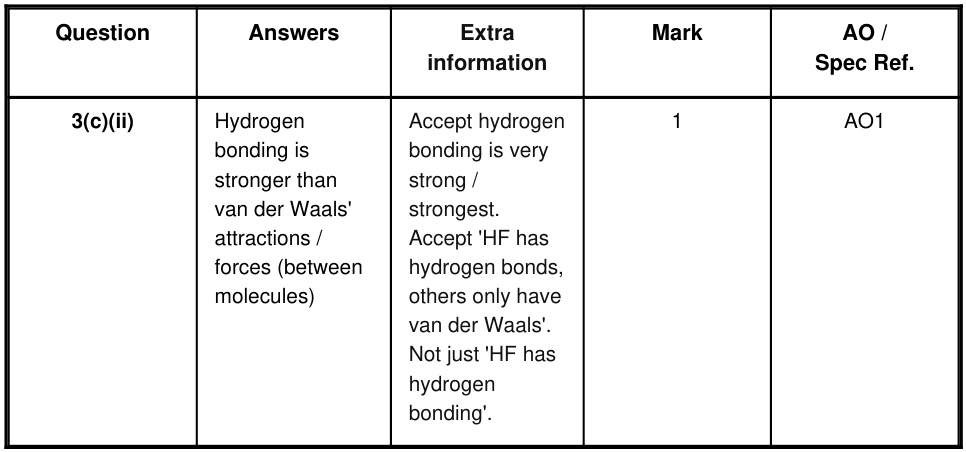 Question
Answers
Extra
information
Mark
AO /
Spec Ref.
3(c)(ii)
Hydrogen
bonding is
stronger than
van der Waals'
attractions /
forces (between
molecules)
Accept hydrogen
bonding is very
strong /
strongest.
Accept 'HF has
hydrogen bonds,
others only have
van der Waals'.
Not just 'HF has
hydrogen
bonding'.
1
AO1